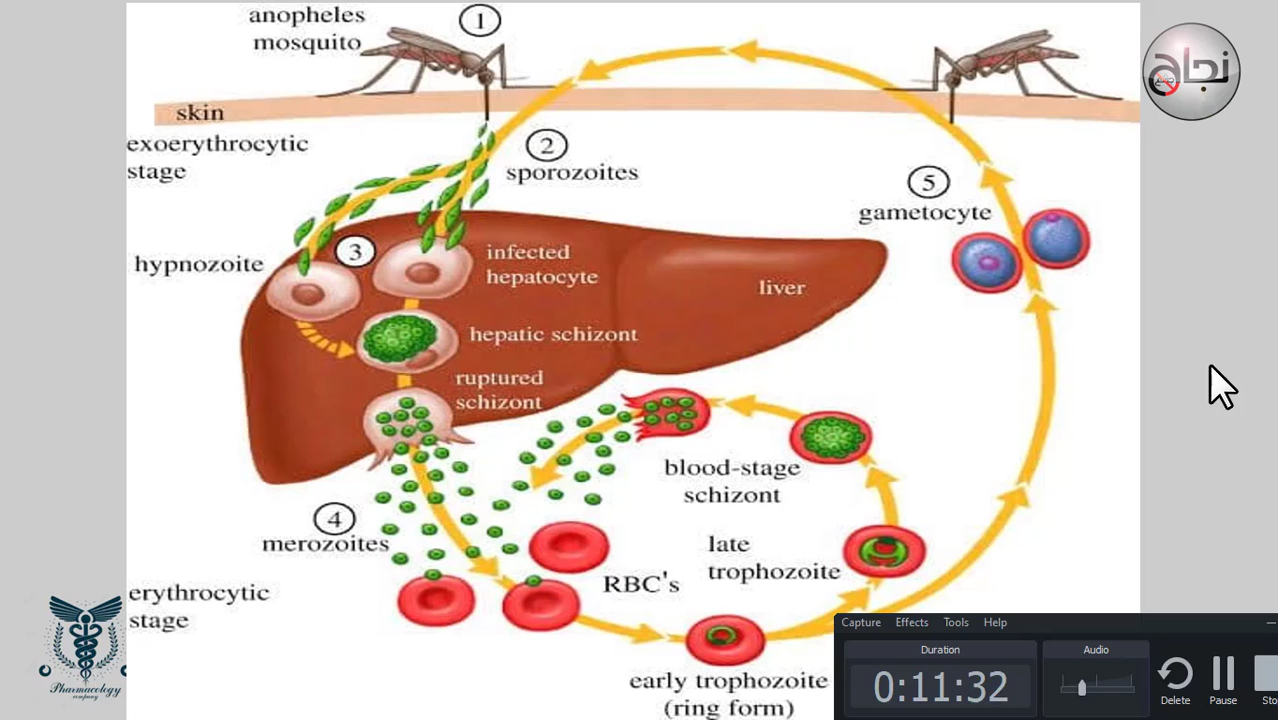 anopheles
mosquito
1
skin
exoerythrocytic
stage
2
sporozoites
5
gametocyte
3
hypnozoite
infected
hepatocyte
liver
hepatic schizont
ruptured
schizont
blood-stage
schizont
4
merozoites
late
trophozoite
RBC's
erythrocytic
stage
early trophozoite
(ring form)
Pharmacology
company
Capture Effects Tools Help
Duration
Audio
0:11:32
Delete
Pause
Sto